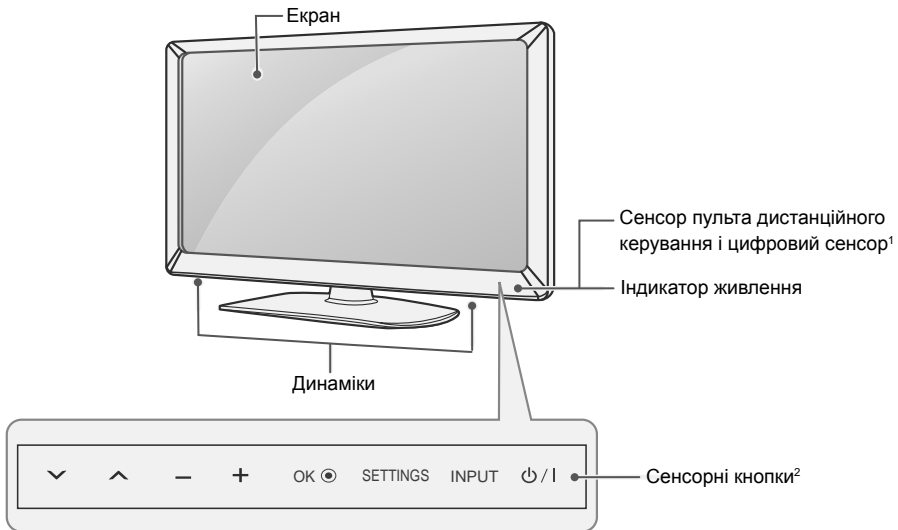 Екран
Сенсор пульта дистанційного
керування і цифровий сенсор¹
Індикатор живлення
Динаміки
OK SETTINGS INPUT ⏻/I
Сенсорні кнопки²